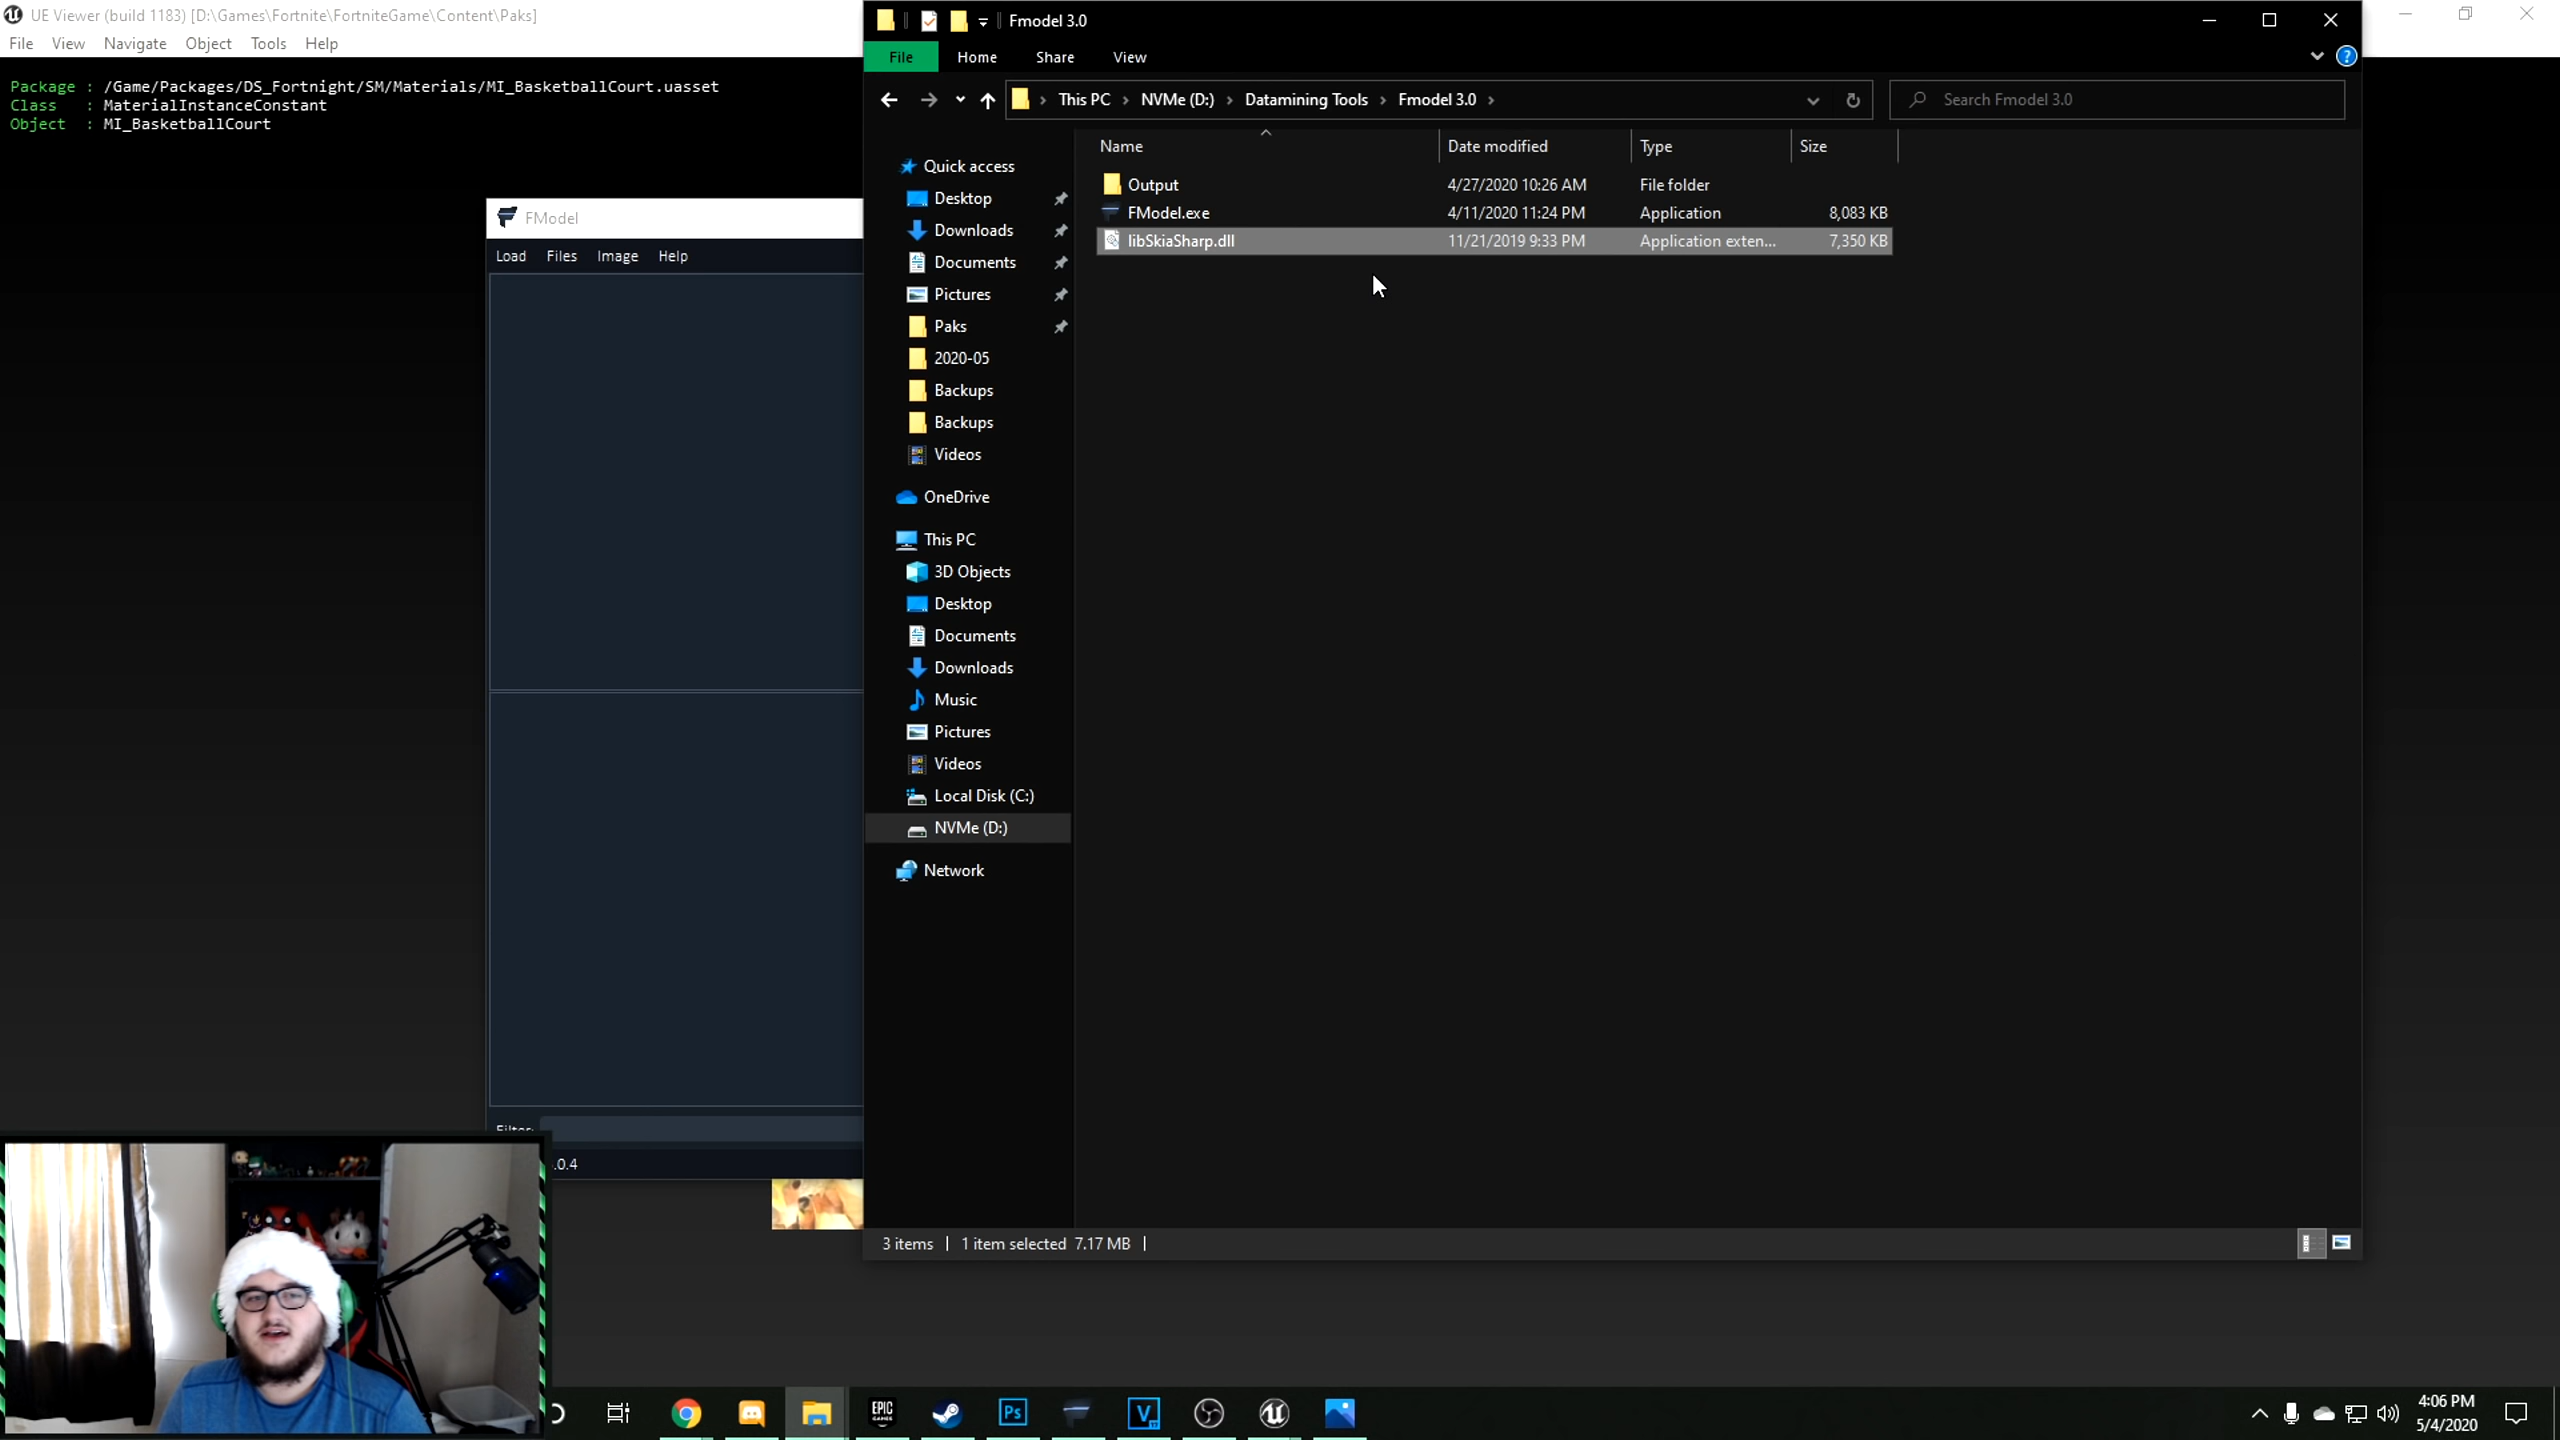 UE Viewer (build 1183) [D:\Games\Fortnite\FortniteGame\Content\Paks]
File View Navigate Object Tools Help
Package : /Game/Packages/DS_Fortnight/SM/Materials/MI_BasketballCourt.uasset
Class : MaterialInstanceConstant
Object : MI_BasketballCourt
FModel
Load Files Image Help
Filter:
.0.4
Fmodel 3.0
File Home Share View
This PC NVMe (D:) Datamining Tools Fmodel 3.0
Search Fmodel 3.0
Name Date modified Type Size
Output 4/27/2020 10:26 AM File folder
FModel.exe 4/11/2020 11:24 PM Application 8,083 KB
libSkiaSharp.dll 11/21/2019 9:33 PM Application exten... 7,350 KB
Quick access
Desktop
Downloads
Documents
Pictures
Paks
2020-05
Backups
Backups
Videos
OneDrive
This PC
3D Objects
Desktop
Documents
Downloads
Music
Pictures
Videos
Local Disk (C:)
NVMe (D:)
Network
3 items 1 item selected 7.17 MB
EPIC GAMES
Ps
V
17
4:06 PM
5/4/2020